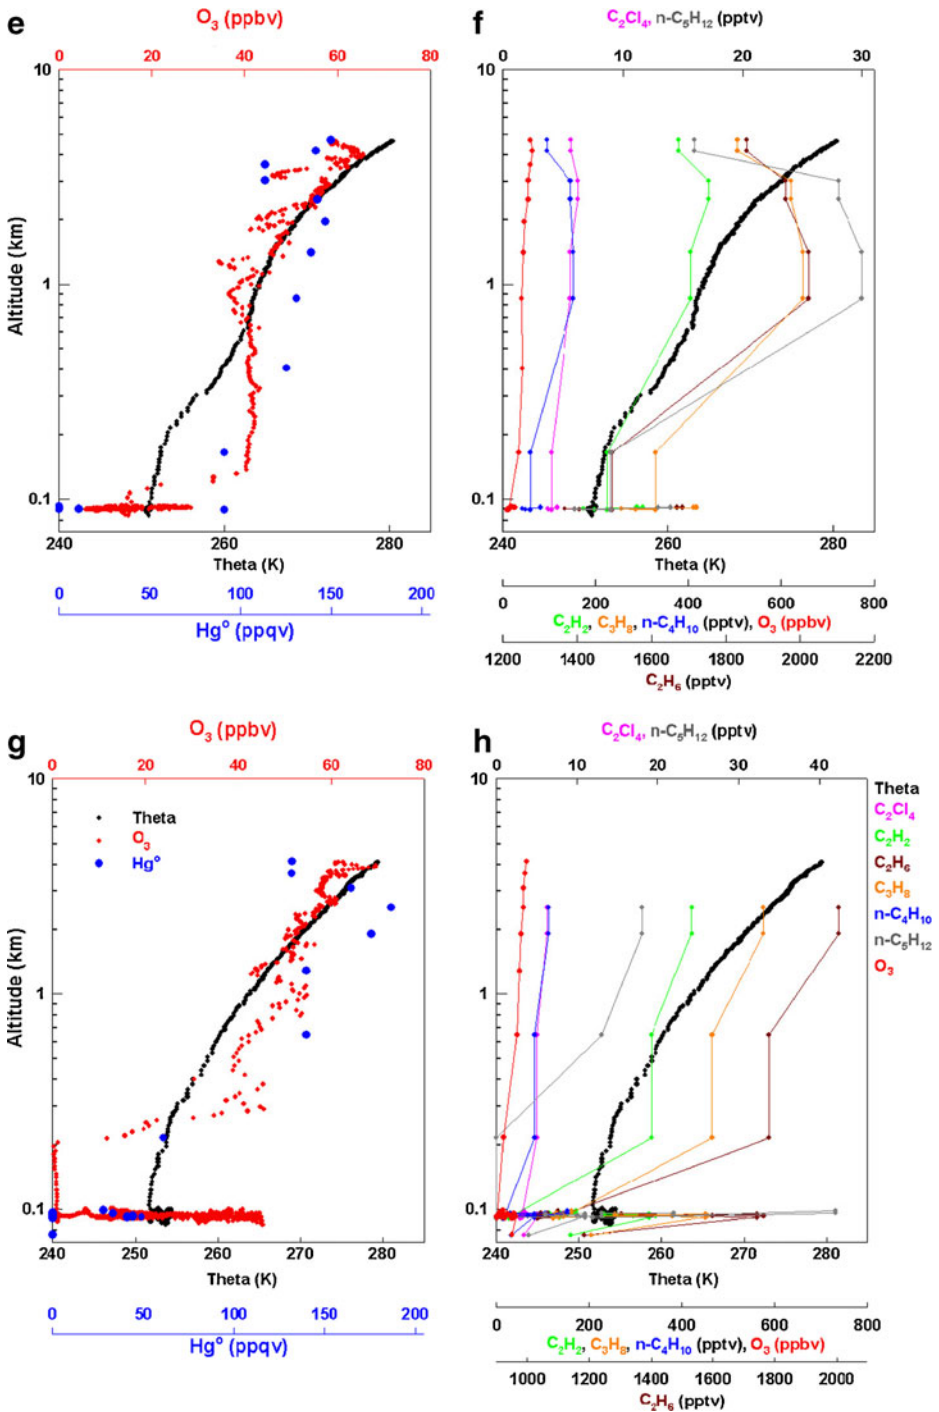 e
O₃ (ppbv)
0 20 40 60 80
10
1
0.1
Altitude (km)
240 260 280
Theta (K)
0 50 100 150 200
Hg° (ppqv)
f
C₂Cl₄, n-C₅H₁₂ (pptv)
0 10 20 30
10
1
0.1
240 260 280
Theta (K)
0 200 400 600 800
C₂H₂, C₃H₈, n-C₄H₁₀ (pptv), O₃ (ppbv)
1200 1400 1600 1800 2000 2200
C₂H₆ (pptv)
g
O₃ (ppbv)
0 20 40 60 80
10
1
0.1
Altitude (km)
Theta
O₃
Hg°
240 250 260 270 280
Theta (K)
0 50 100 150 200
Hg° (ppqv)
h
C₂Cl₄, n-C₅H₁₂ (pptv)
0 10 20 30 40
10
1
0.1
Theta
C₂Cl₄
C₂H₂
C₂H₆
C₃H₈
n-C₄H₁₀
n-C₅H₁₂
O₃
240 250 260 270 280
Theta (K)
0 200 400 600 800
C₂H₂, C₃H₈, n-C₄H₁₀ (pptv), O₃ (ppbv)
1000 1200 1400 1600 1800 2000
C₂H₆ (pptv)